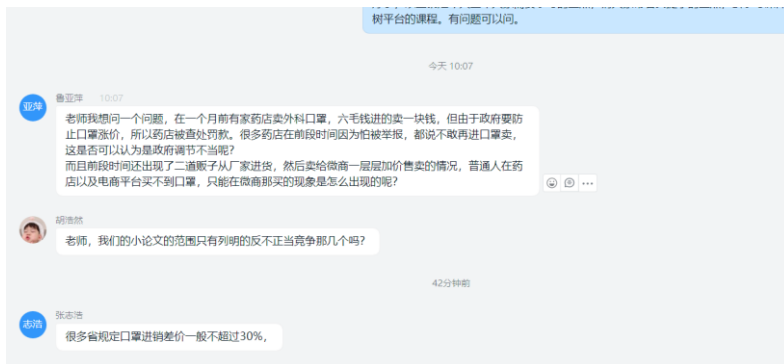 树平台的课程。有问题可以问。
今天 10:07
鲁亚萍 10:07
亚萍
老师我想问一个问题，在一个月前有家药店卖外科口罩，六毛钱进的卖一块钱，但由于政府要防
止口罩涨价，所以药店被查处罚款。很多药店在前段时间因为怕被举报，都说不敢再进口罩卖，
这是否可以认为是政府调节不当呢？
而且前段时间还出现了二道贩子从厂家进货，然后卖给微商一层层加价售卖的情况，普通人在药
店以及电商平台买不到口罩，只能在微商那买的现象是怎么出现的呢？
胡浩然
老师，我们的小论文的范围只有列明的反不正当竞争那几个吗？
42分钟前
张志浩
志浩
很多省规定口罩进销差价一般不超过30%，